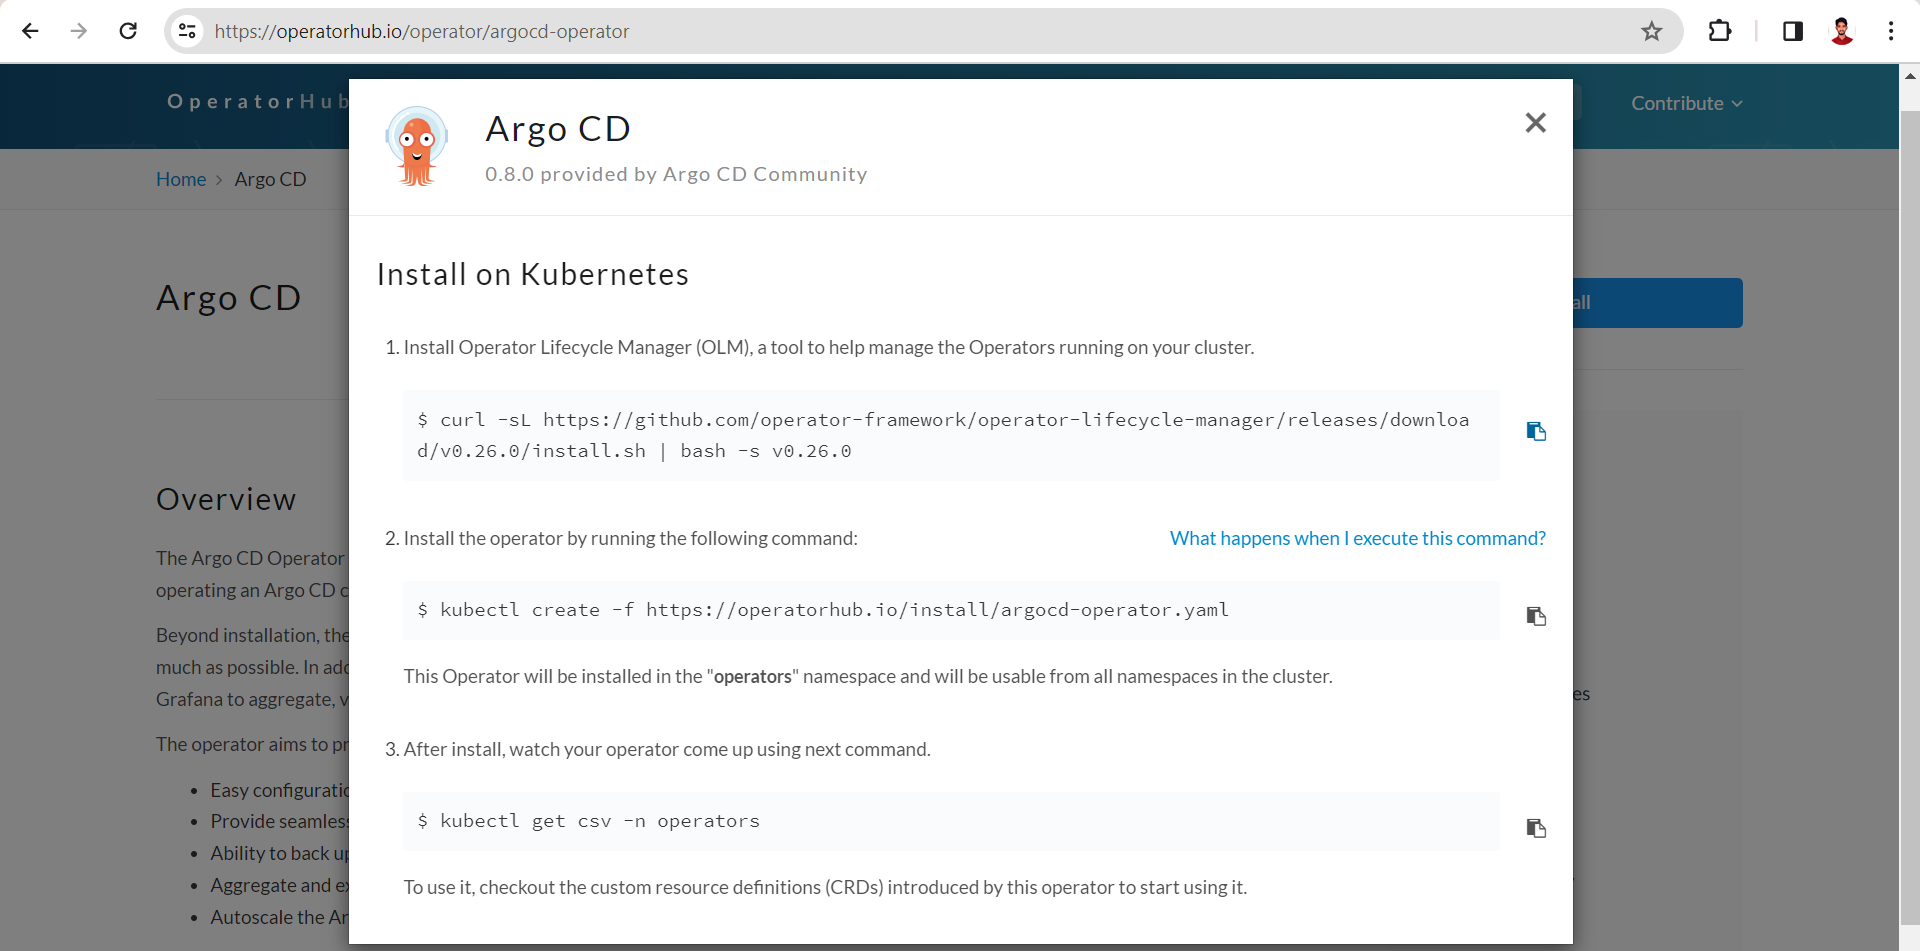 https://operatorhub.io/operator/argocd-operator
OperatorHub
Contribute
Home > Argo CD
Argo CD
0.8.0 provided by Argo CD Community
Argo CD
Install on Kubernetes
1. Install Operator Lifecycle Manager (OLM), a tool to help manage the Operators running on your cluster.
$ curl -sL https://github.com/operator-framework/operator-lifecycle-manager/releases/downloa
d/v0.26.0/install.sh | bash -s v0.26.0
2. Install the operator by running the following command:
What happens when I execute this command?
$ kubectl create -f https://operatorhub.io/install/argocd-operator.yaml
This Operator will be installed in the "operators" namespace and will be usable from all namespaces in the cluster.
3. After install, watch your operator come up using next command.
$ kubectl get csv -n operators
To use it, checkout the custom resource definitions (CRDs) introduced by this operator to start using it.
Overview
The Argo CD Operator
operating an Argo CD
Beyond installation, the
much as possible. In
Grafana to aggregate,
The operator aims to
• Easy
• Provide
• Ability to back
• Aggregate and
• Autoscale the